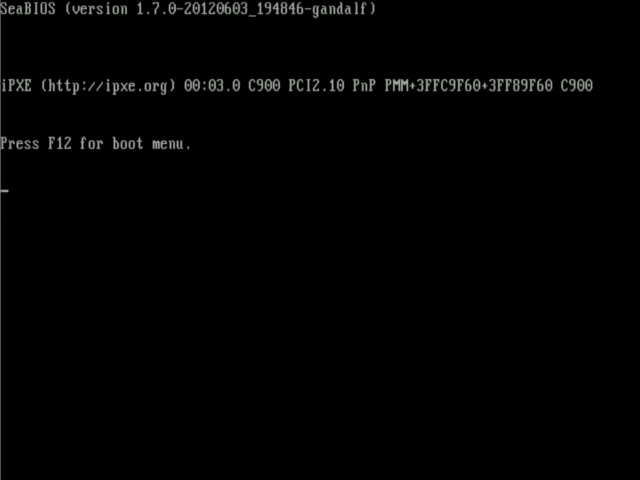 SeaBIOS (version 1.7.0-20120603_194846-gandalf)
iPXE (http://ipxe.org) 00:03.0 C900 PCI2.10 PnP PMM+3FFC9F60+3FF89F60 C900
Press F12 for boot menu.